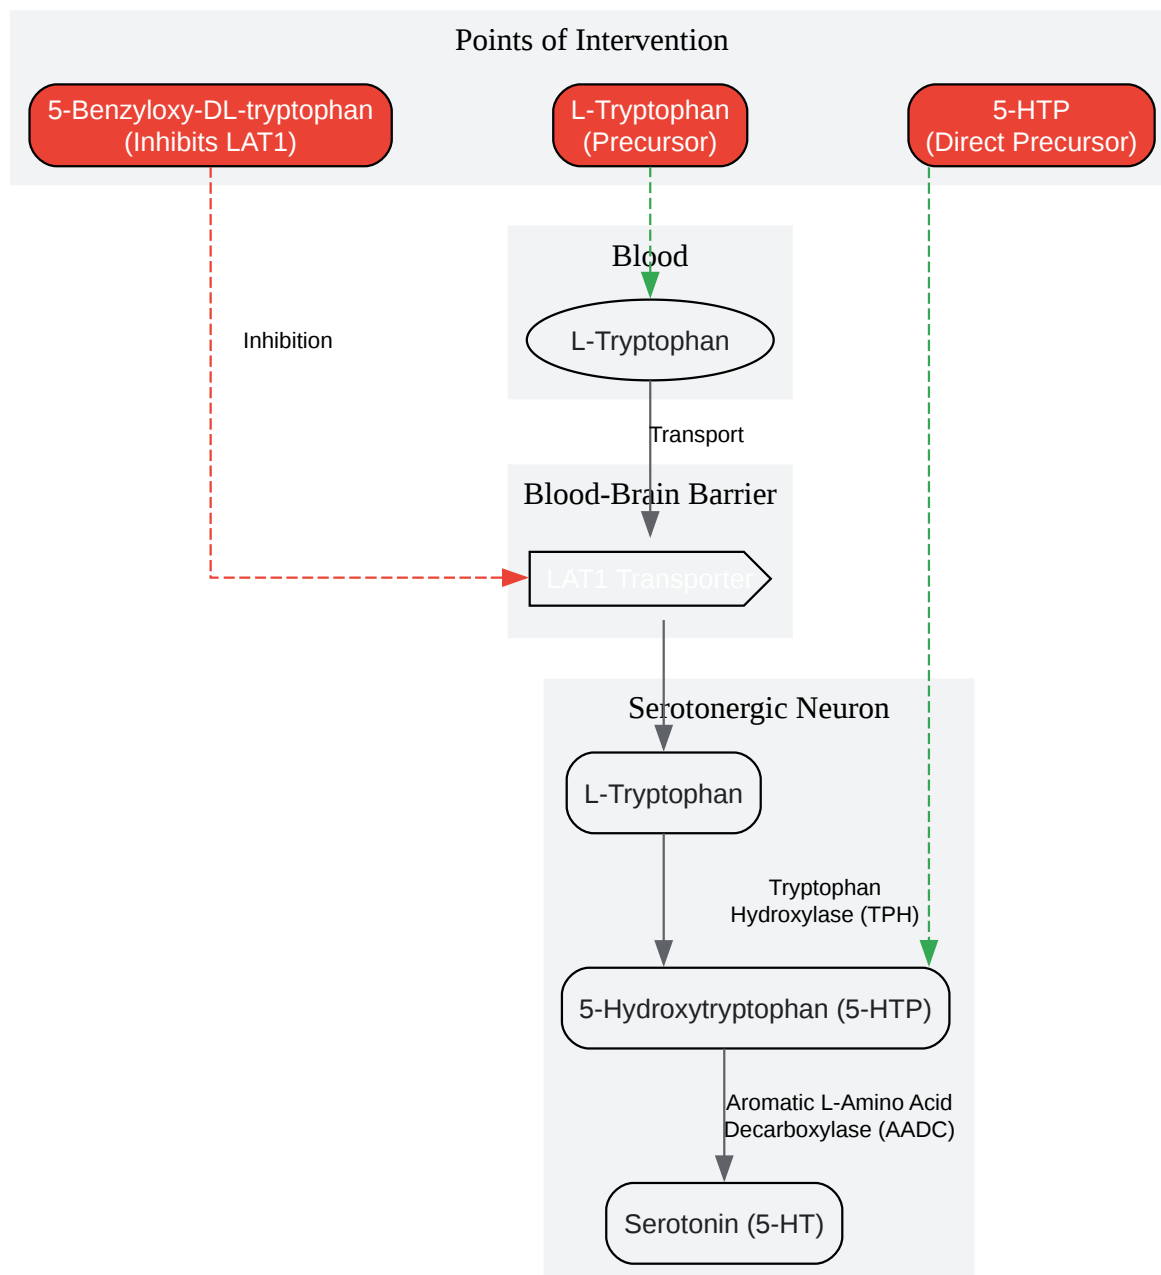 Points of Intervention
5-Benzyloxy-DL-tryptophan
(Inhibits LAT1)
L-Tryptophan
(Precursor)
5-HTP
(Direct Precursor)
Blood
L-Tryptophan
Inhibition
Transport
Blood-Brain Barrier
LAT1 Transporter
Serotonergic Neuron
L-Tryptophan
Tryptophan
Hydroxylase (TPH)
5-Hydroxytryptophan (5-HTP)
Aromatic L-Amino Acid
Decarboxylase (AADC)
Serotonin (5-HT)